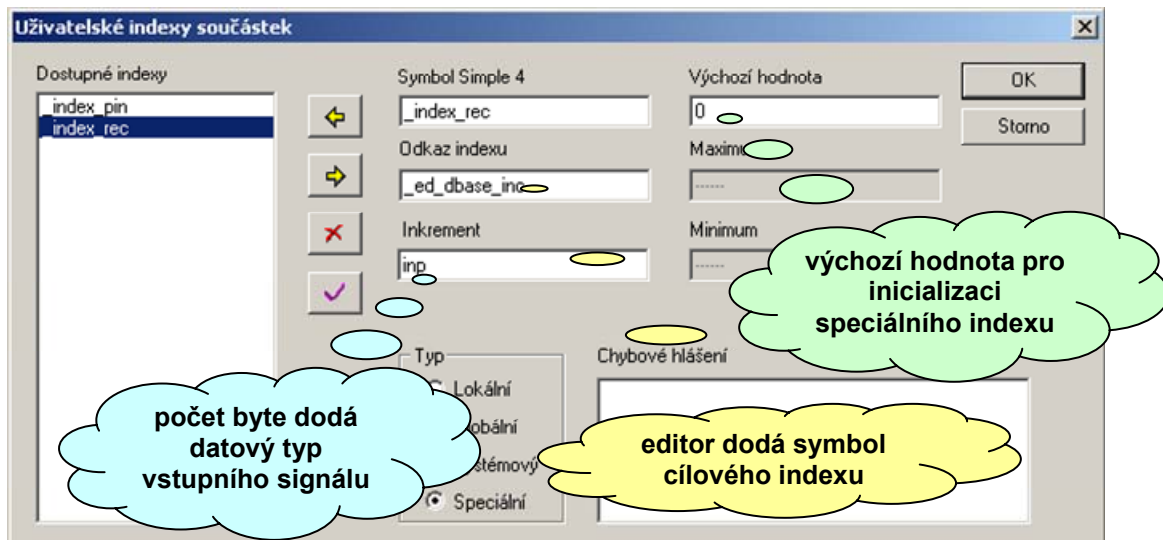 Uživatelské indexy součástek
Dostupné indexy
_index_pin
_index_rec
Symbol Simple 4
_index_rec
Odkaz indexu
_ed_dbase_inc
Inkrement
inp
Výchozí hodnota
0
Maximu
------
Minimum
------
OK
Storno
Typ
Lokální
obální
ystémový
Speciální
Chybové hlášení
výchozí hodnota pro
inicializaci
speciálního indexu
počet byte dodá
datový typ
vstupního signálu
editor dodá symbol
cílového indexu